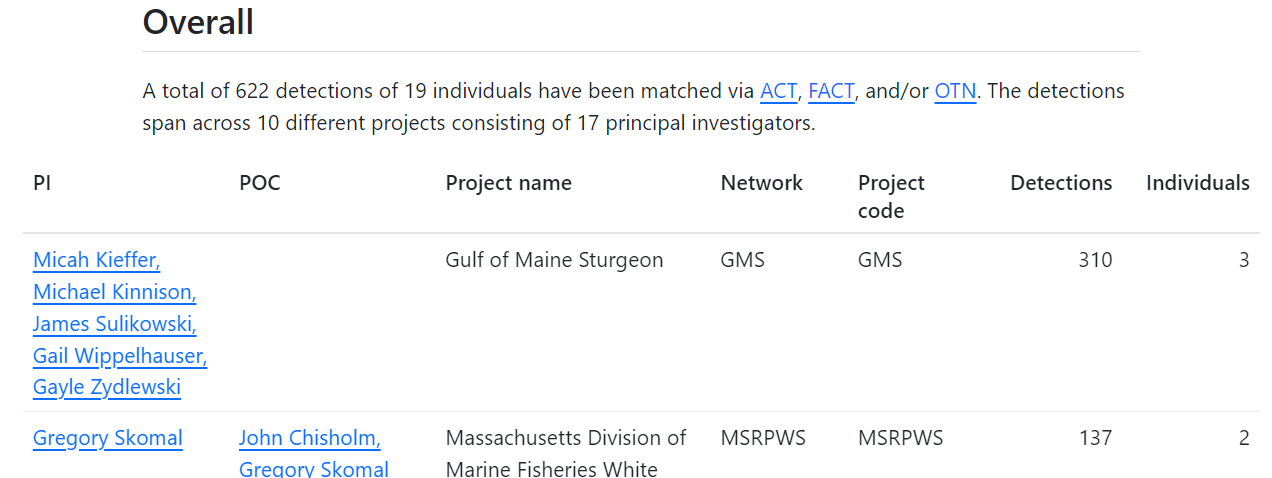 Overall
A total of 622 detections of 19 individuals have been matched via ACT, FACT, and/or OTN. The detections
span across 10 different projects consisting of 17 principal investigators.
PI POC Project name Network Project code Detections Individuals
Micah Kieffer, Gulf of Maine Sturgeon GMS GMS 310 3
Michael Kinnison,
James Sulikowski,
Gail Wippelhauser,
Gayle Zydlewski
Gregory Skomal John Chisholm, Massachusetts Division of MSRPWS MSRPWS 137 2
Gregory Skomal Marine Fisheries White